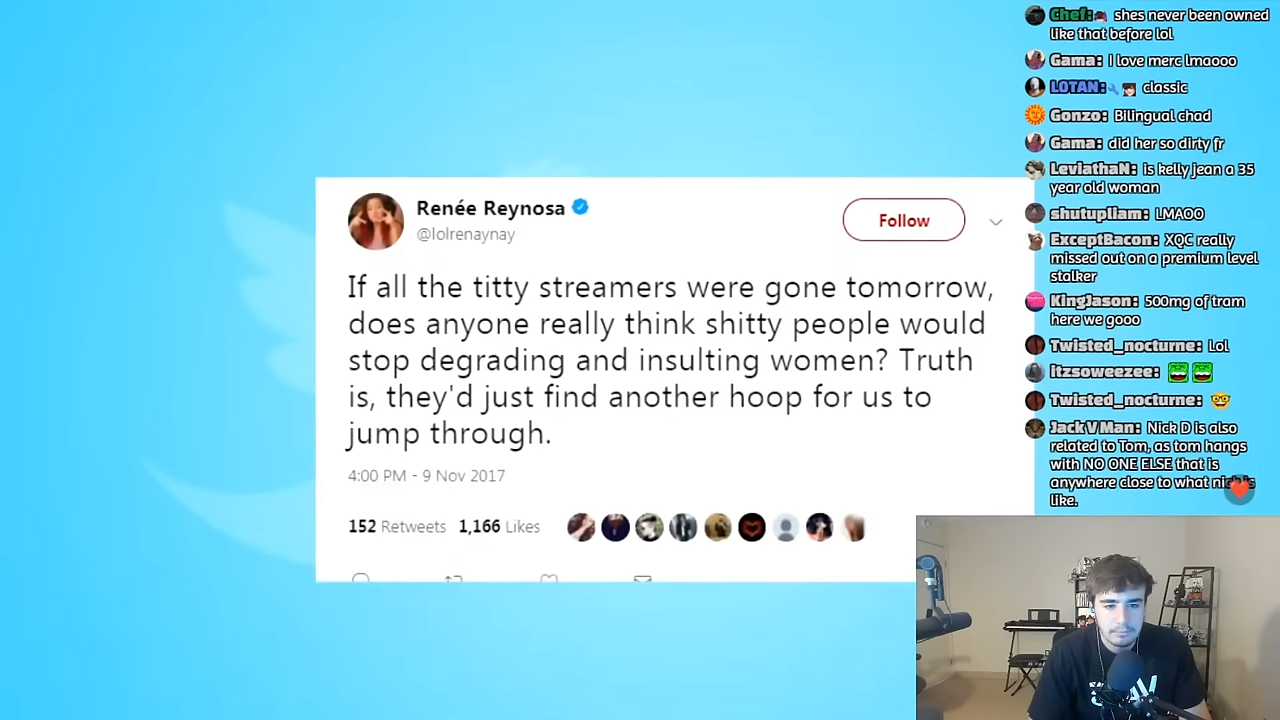 Renée Reynosa
@lolrenaynay
Follow
If all the titty streamers were gone tomorrow,
does anyone really think shitty people would
stop degrading and insulting women? Truth
is, they'd just find another hoop for us to
jump through.
4:00 PM - 9 Nov 2017
152 Retweets 1,166 Likes
Chef: shes never been owned
like that before lol
Gama: I love merc lmaooo
LOTAN: classic
Gonzo: Bilingual chad
Gama: did her so dirty fr
LeviathaN: is kelly jean a 35
year old woman
shutupliam: LMAOO
ExceptBacon: XQC really
missed out on a premium level
stalker
KingJason: 500mg of tram
here we gooo
Twisted_nocturne: Lol
itzsoweezee:
Twisted_nocturne:
JackVMan: Nick D is also
related to Tom, as tom hangs
with NO ONE ELSE that is
anywhere close to what
like.